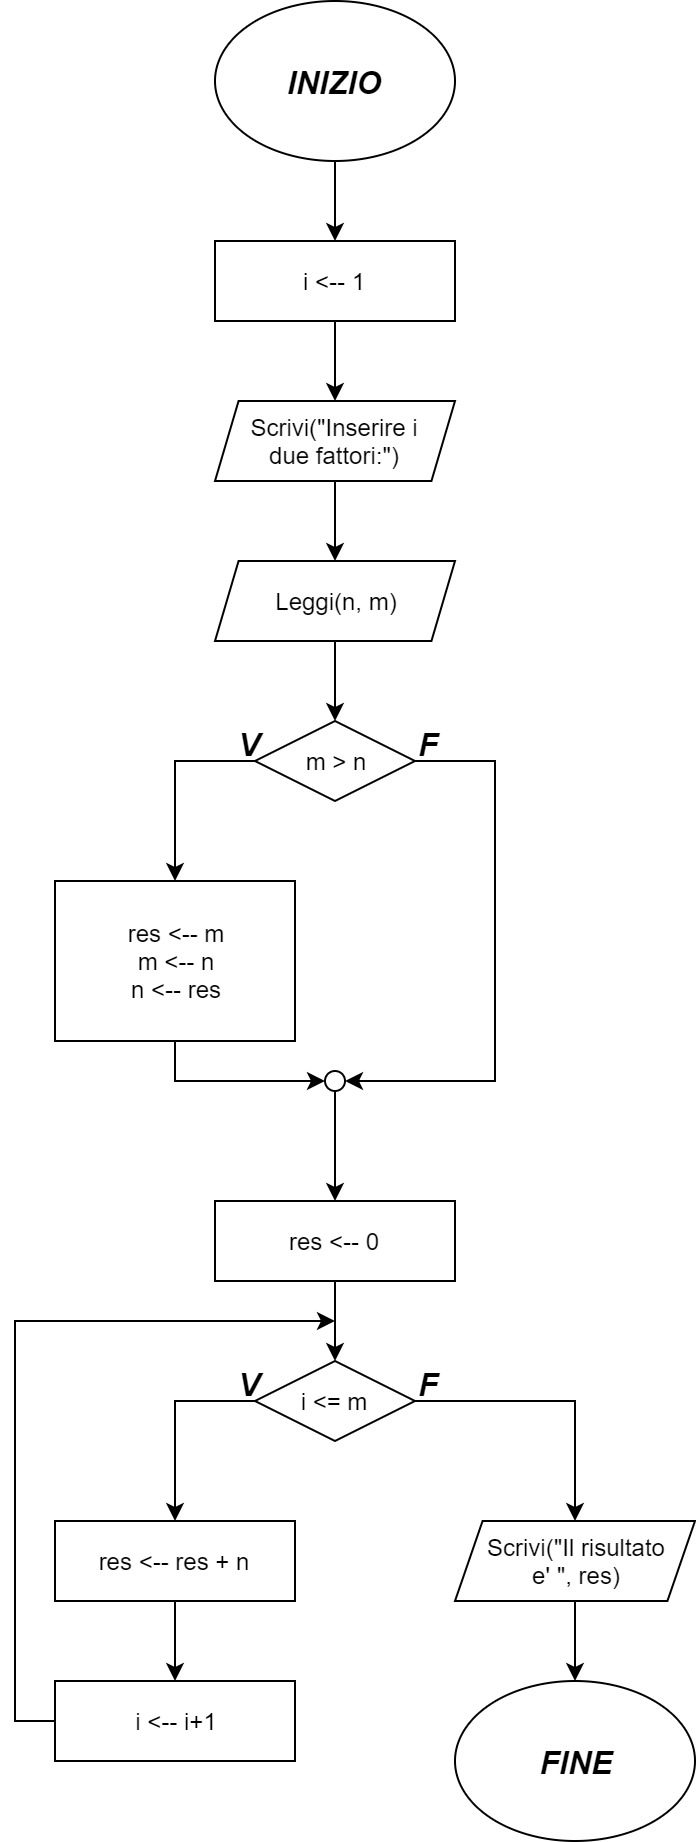 INIZIO
i <-- 1
Scrivi("Inserire i
due fattori:")
Leggi(n, m)
V
F
m > n
res <-- m
m <-- n
n <-- res
res <-- 0
V
F
i <= m
res <-- res + n
Scrivi("Il risultato
e' ", res)
i <-- i+1
FINE